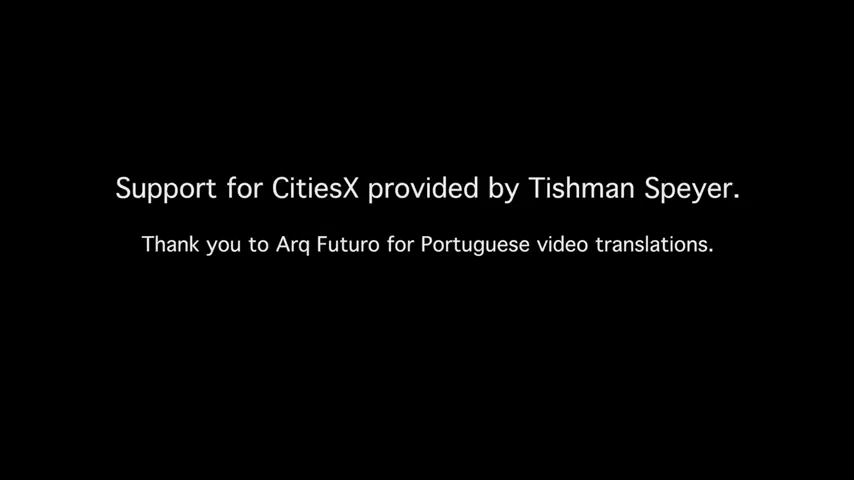 Support for CitiesX provided by Tishman Speyer.
Thank you to Arq Futuro for Portuguese video translations.